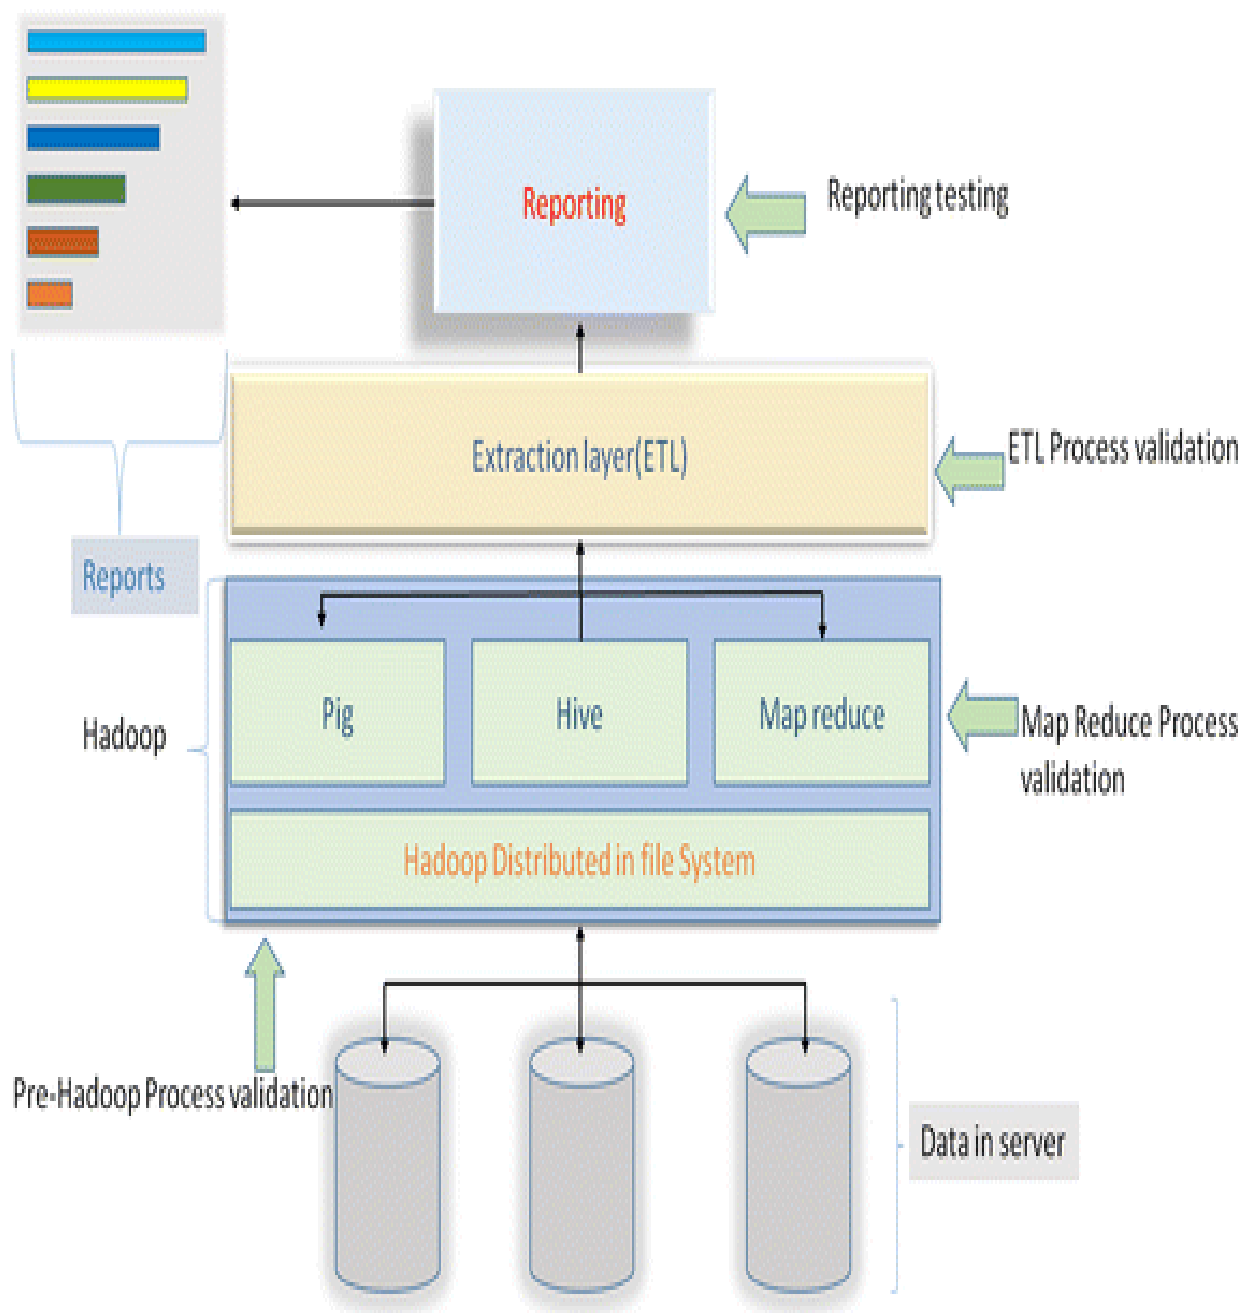 Reporting
Reporting testing
Extraction layer(ETL)
ETL Process validation
Reports
Hadoop
Pig
Hive
Map reduce
Map Reduce Process
validation
Hadoop Distributed in file System
Pre-Hadoop Process validation
Data in server